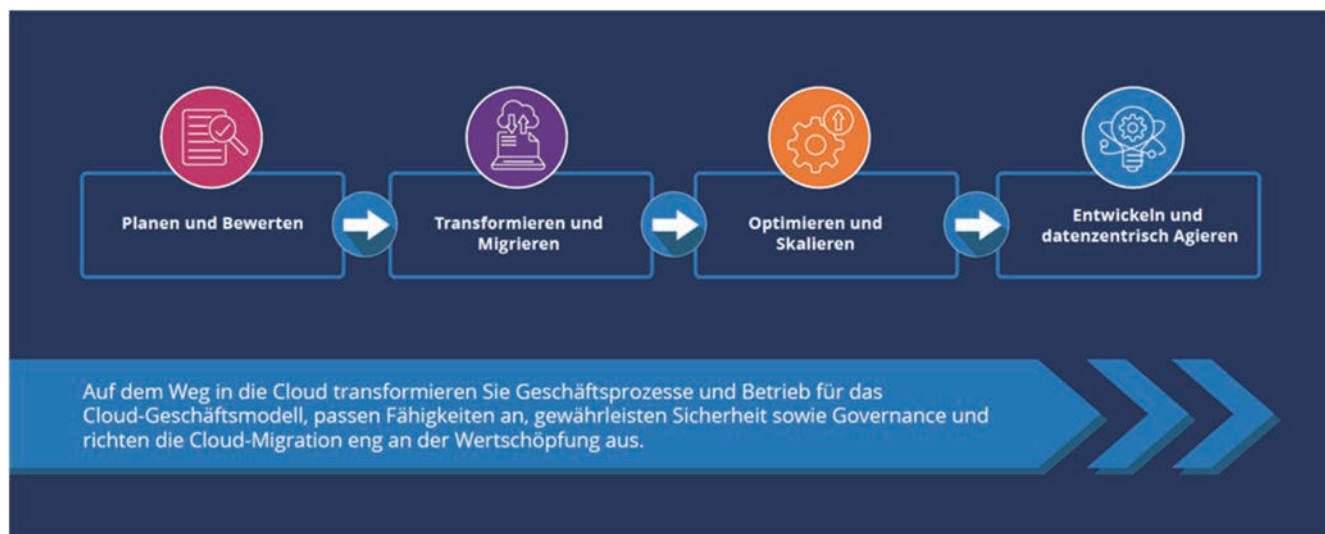 Planen und Bewerten
Transformieren und
Migrieren
Optimieren und
Skalieren
Entwickeln und
datenzentrisch Agieren
Auf dem Weg in die Cloud transformieren Sie Geschäftsprozesse und Betrieb für das
Cloud-Geschäftsmodell, passen Fähigkeiten an, gewährleisten Sicherheit sowie Governance und
richten die Cloud-Migration eng an der Wertschöpfung aus.